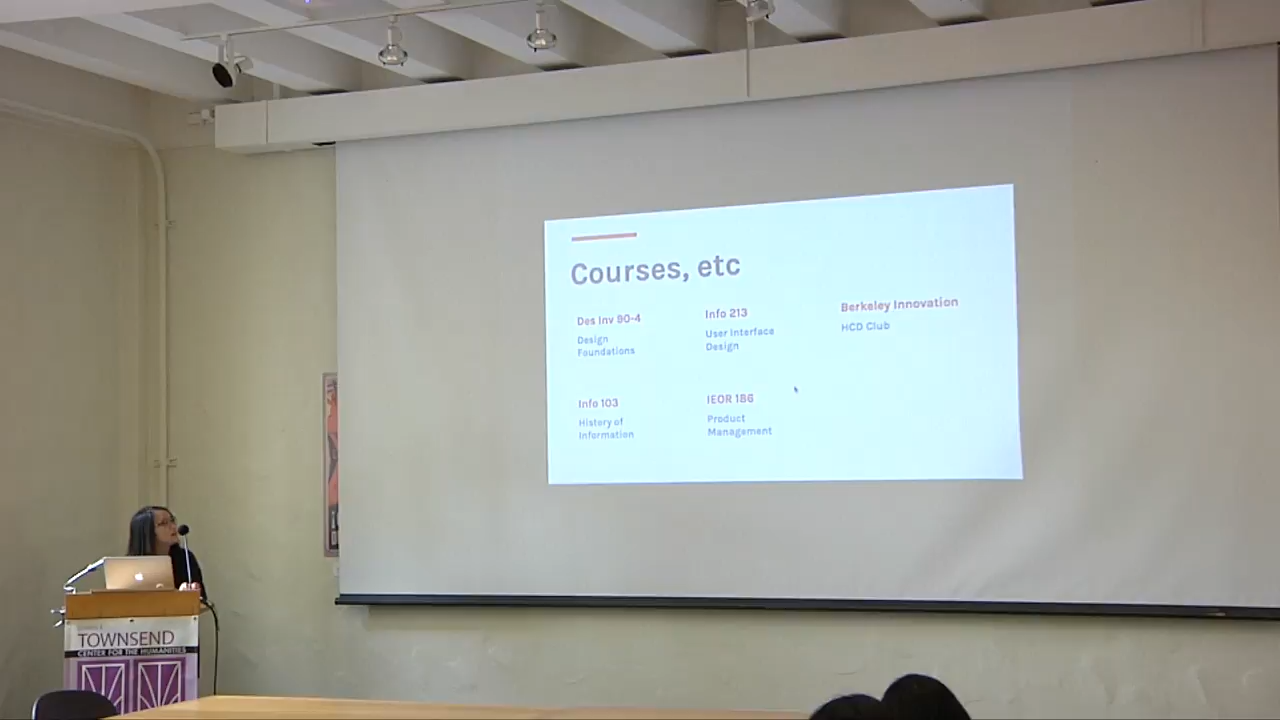 Courses, etc
Des Inv 90-4
Design
Foundations
Info 213
User Interface
Design
Berkeley Innovation
HCD Club
Info 103
History of
Information
IEOR 186
Product
Management
TOWNSEND
CENTER FOR THE HUMANITIES